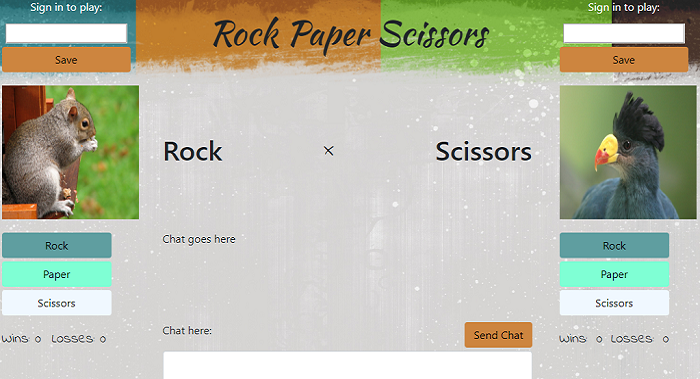 Sign in to play:
Rock Paper Scissors
Sign in to play:
Save
Save
Rock × Scissors
Rock
Paper
Scissors
Wins: 0 Losses: 0
Chat goes here
Chat here:
Send Chat
Rock
Paper
Scissors
Wins: 0 Losses: 0